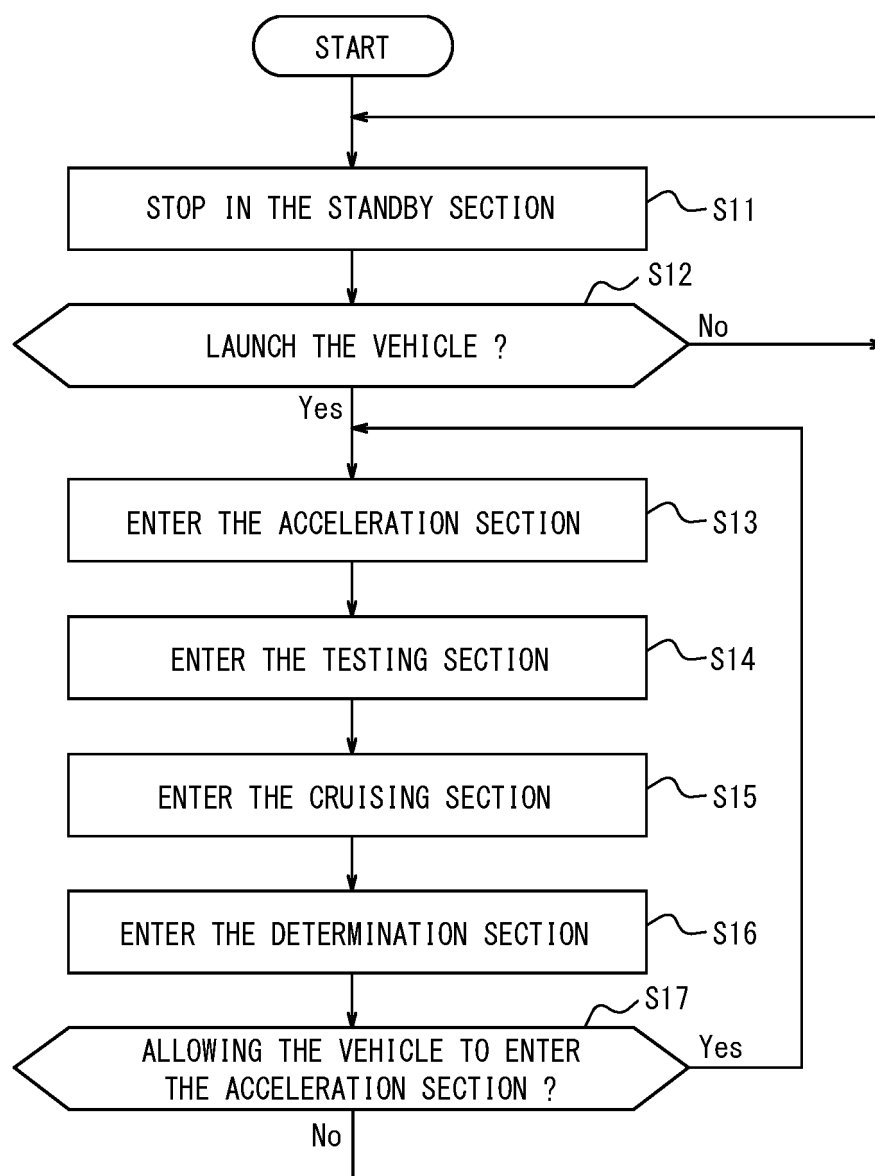 START
STOP IN THE STANDBY SECTION
S11
S12
LAUNCH THE VEHICLE ?
No
Yes
ENTER THE ACCELERATION SECTION
S13
ENTER THE TESTING SECTION
S14
ENTER THE CRUISING SECTION
S15
ENTER THE DETERMINATION SECTION
S16
S17
ALLOWING THE VEHICLE TO ENTER
THE ACCELERATION SECTION ?
Yes
No